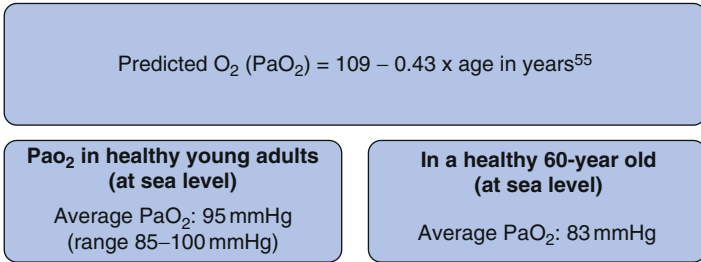 Predicted O₂ (PaO₂) = 109 – 0.43 x age in years⁵⁵
Pao₂ in healthy young adults
(at sea level)
Average PaO₂: 95 mmHg
(range 85–100 mmHg)
In a healthy 60-year old
(at sea level)
Average PaO₂: 83 mmHg